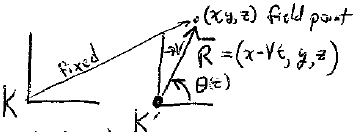 (x,y,z) field point
fixed
V
R = (x-Vt, y, z)
θ(t)
K
K'